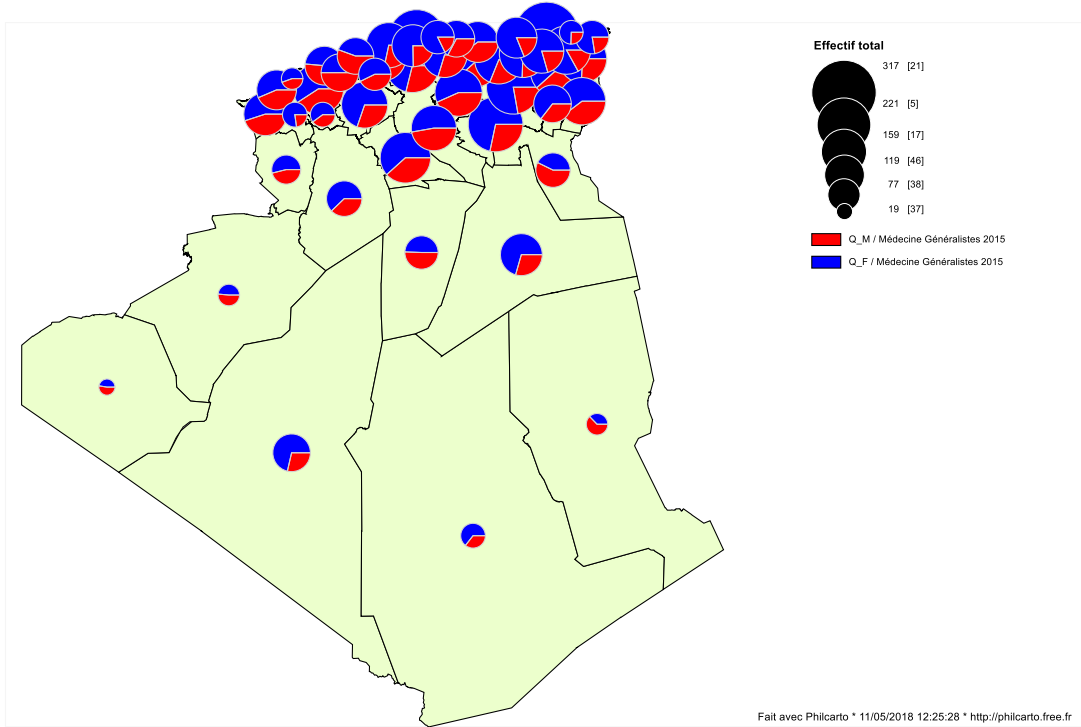 Effectif total
317 [21]
221 [5]
159 [17]
119 [46]
77 [38]
19 [37]
Q_M / Médecine Généralistes 2015
Q_F / Médecine Généralistes 2015
Fait avec Philcarto * 11/05/2018 12:25:28 * http://philcarto.free.fr